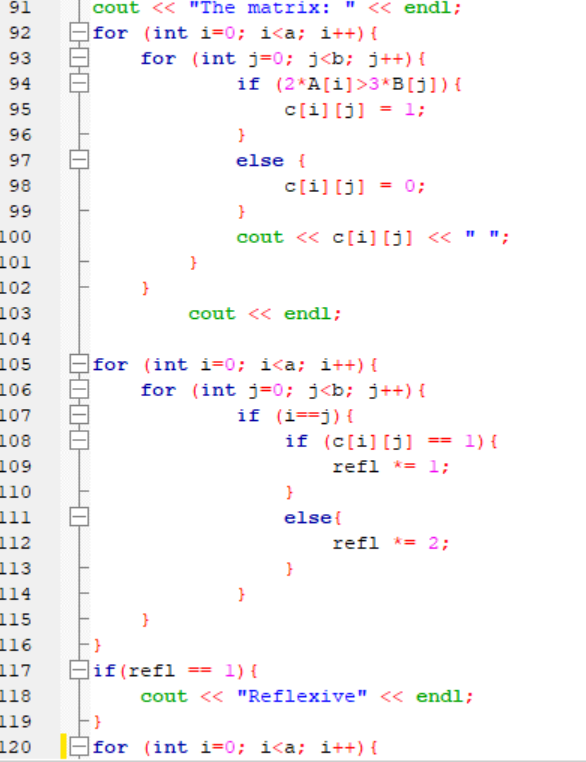 91 cout << "The matrix: " << endl;
92 for (int i=0; i<a; i++){
93 for (int j=0; j<b; j++){
94 if (2*A[i]>3*B[j]){
95 c[i][j] = 1;
96 }
97 else {
98 c[i][j] = 0;
99 }
100 cout << c[i][j] << " ";
101 }
102 }
103 cout << endl;
104
105 for (int i=0; i<a; i++){
106 for (int j=0; j<b; j++){
107 if (i==j){
108 if (c[i][j] == 1){
109 refl *= 1;
110 }
111 else{
112 refl *= 2;
113 }
114 }
115 }
116 }
117 if(refl == 1){
118 cout << "Reflexive" << endl;
119 }
120 for (int i=0; i<a; i++){